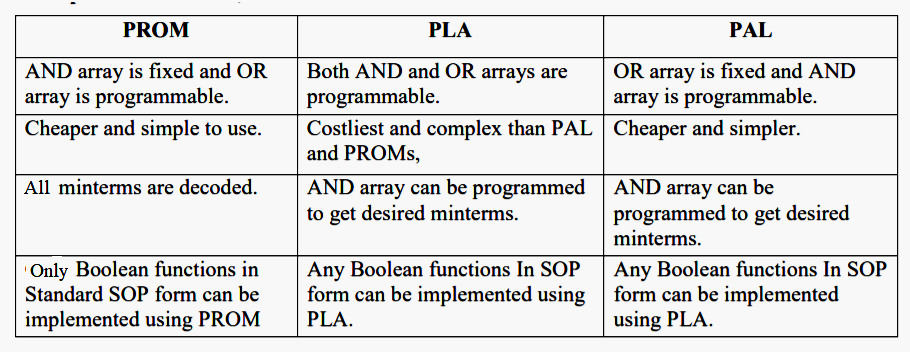 PROM PLA PAL
AND array is fixed and OR
array is programmable.
Both AND and OR arrays are
programmable.
OR array is fixed and AND
array is programmable.
Cheaper and simple to use.
Costliest and complex than PAL
and PROMs,
Cheaper and simpler.
All minterms are decoded.
AND array can be programmed
to get desired minterms.
AND array can be
programmed to get desired
minterms.
Only Boolean functions in
Standard SOP form can be
implemented using PROM
Any Boolean functions In SOP
form can be implemented using
PLA.
Any Boolean functions In SOP
form can be implemented
using PLA.